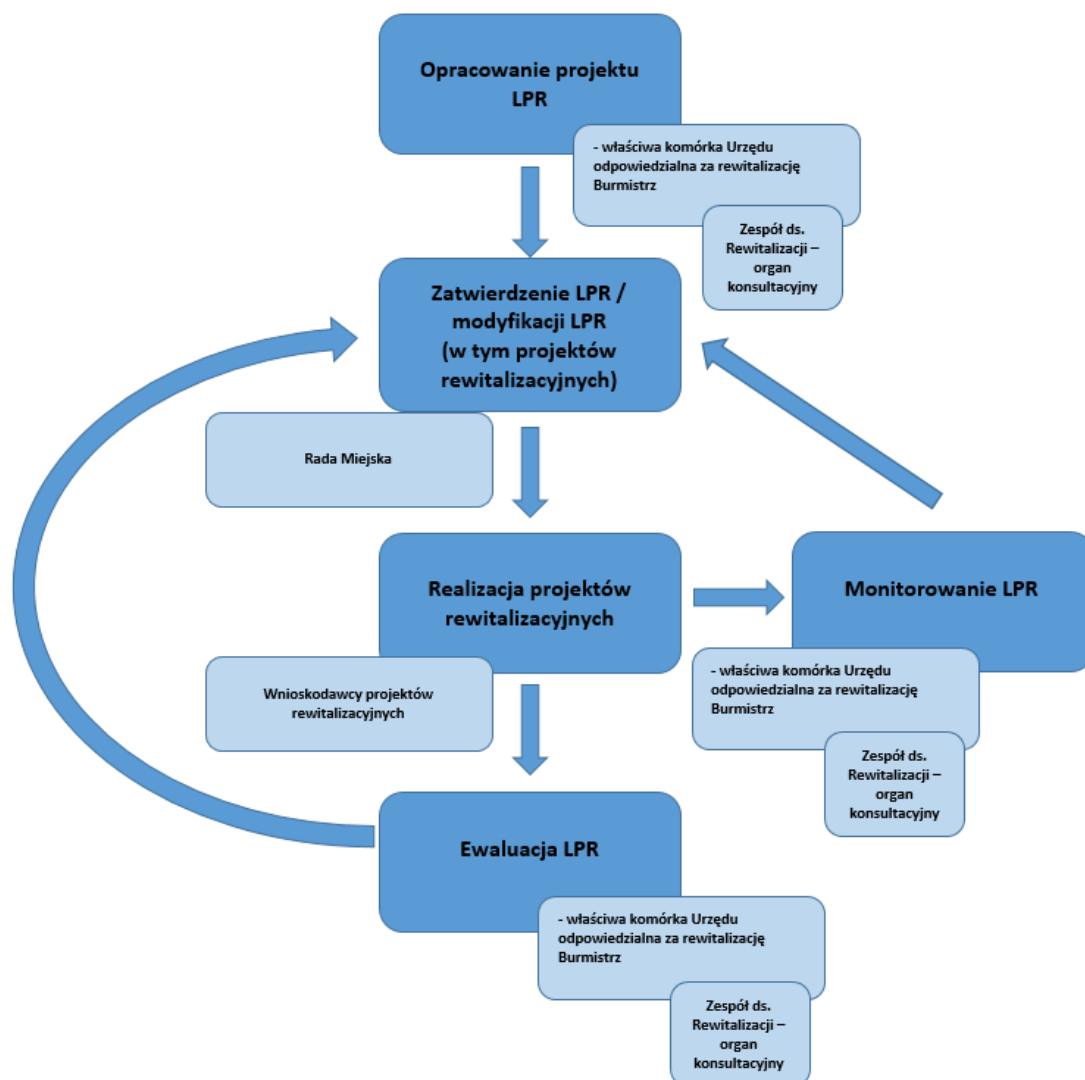 Opracowanie projektu
LPR
- właściwa komórka Urzędu
odpowiedzialna za rewitalizację
Burmistrz
Zespół ds.
Rewitalizacji –
organ
konsultacyjny
Zatwierdzenie LPR /
modyfikacji LPR
(w tym projektów
rewitalizacyjnych)
Rada Miejska
Realizacja projektów
rewitalizacyjnych
Wnioskodawcy projektów
rewitalizacyjnych
Monitorowanie LPR
- właściwa komórka Urzędu
odpowiedzialna za rewitalizację
Burmistrz
Zespół ds.
Rewitalizacji –
organ
konsultacyjny
Ewaluacja LPR
- właściwa komórka Urzędu
odpowiedzialna za rewitalizację
Burmistrz
Zespół ds.
Rewitalizacji –
organ
konsultacyjny